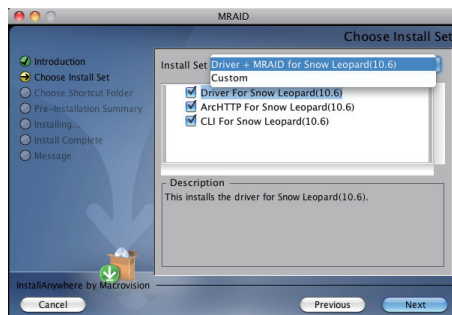 MRAID
Choose Install Set
Introduction
Choose Install Set
Choose Shortcut Folder
Pre-Installation Summary
Installing...
Install Complete
Message
Install Set
Driver + MRAID for Snow Leopard(10.6)
Custom
Driver For Snow Leopard(10.6)
ArcHTTP For Snow Leopard(10.6)
CLI For Snow Leopard(10.6)
Description
This installs the driver for Snow Leopard(10.6).
InstallAnywhere by Macrovision
Cancel
Previous
Next